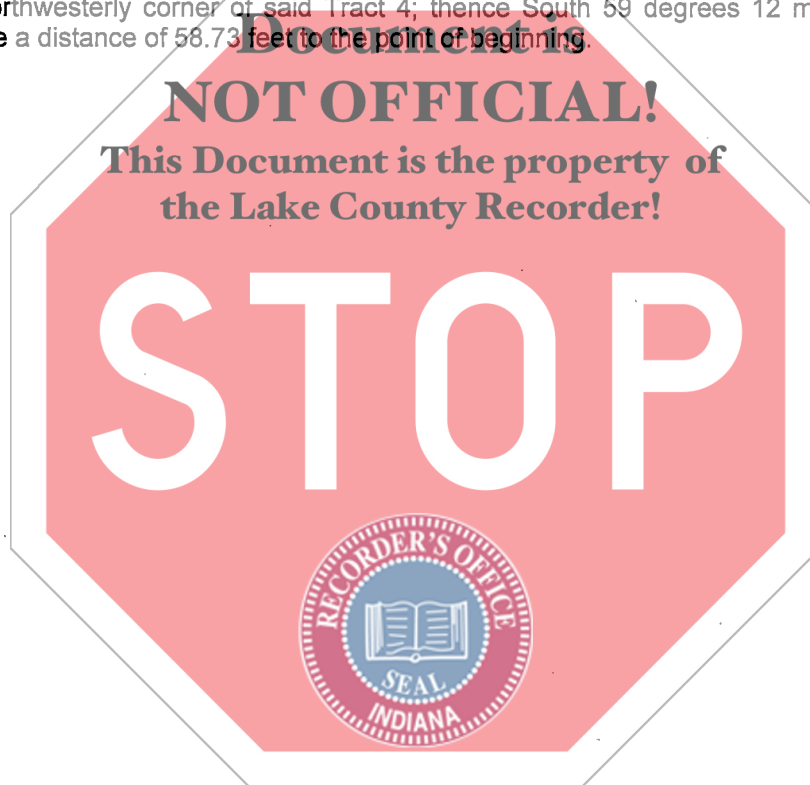 rthwesterly corner of said Tract 4; thence South 59 degrees 12 m
e a distance of 58.73 feet to the point of beginning.
Document is
NOT OFFICIAL!
This Document is the property of
the Lake County Recorder!
STOP
RECORDER'S OFFICE
SEAL
INDIANA